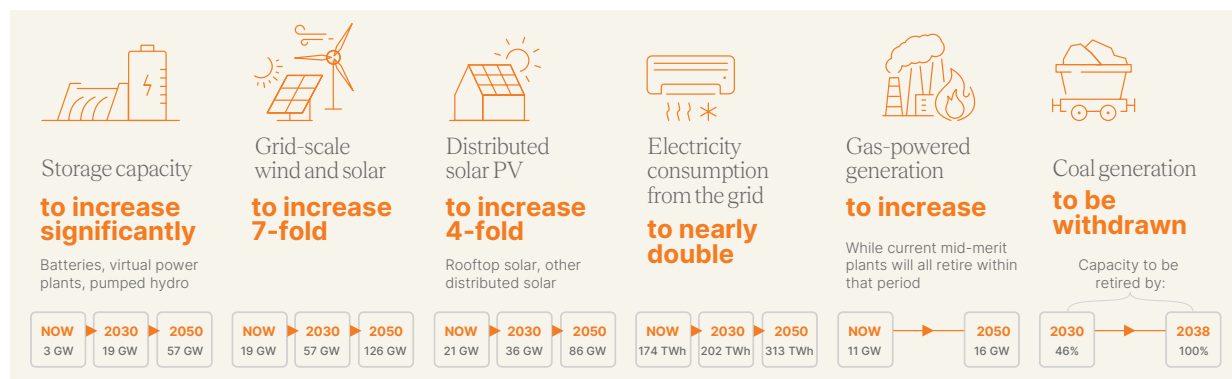 Storage capacity
to increase
significantly
Batteries, virtual power
plants, pumped hydro
NOW
3 GW
2030
19 GW
2050
57 GW
Grid-scale
wind and solar
to increase
7-fold
NOW
19 GW
2030
57 GW
2050
126 GW
Distributed
solar PV
to increase
4-fold
Rooftop solar, other
distributed solar
NOW
21 GW
2030
36 GW
2050
86 GW
Electricity
consumption
from the grid
to nearly
double
NOW
174 TWh
2030
202 TWh
2050
313 TWh
Gas-powered
generation
to increase
While current mid-merit
plants will all retire within
that period
NOW
11 GW
2050
16 GW
Coal generation
to be
withdrawn
Capacity to be
retired by:
2030
46%
2038
100%